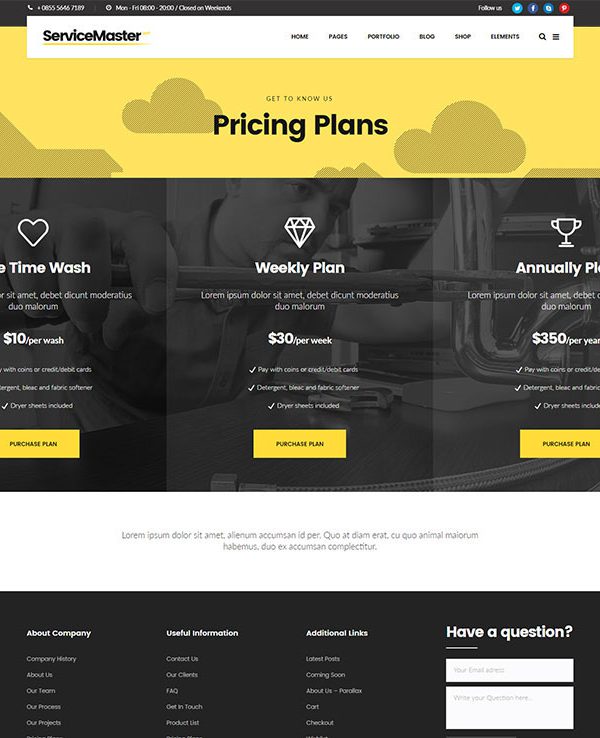 + 0855 5646 7189 | Mon - Fri 08:00 - 20:00 / Closed on Weekends Follow us
ServiceMaster
HOME PAGES PORTFOLIO BLOG SHOP ELEMENTS
GET TO KNOW US
Pricing Plans
e Time Wash
or sit amet, debet dicunt moderatius
duo malorum
$10/per wash
y with coins or credit/debit cards
Detergent, bleac and fabric softener
Dryer sheets included
PURCHASE PLAN
Weekly Plan
Lorem ipsum dolor sit amet, debet dicunt moderatius
duo malorum
$30/per week
Pay with coins or credit/debit cards
Detergent, bleac and fabric softener
Dryer sheets included
PURCHASE PLAN
Annually Pl
Lorem ipsum dolor sit amet, debet
duo malorum
$350/per year
Pay with coins or credit/debit
Detergent, bleac and fabric
Dryer sheets included
PURCHASE PLAN
Lorem ipsum dolor sit amet, alienum accumsan id per. Quo at diam erat, cu quo animal maiorum
habemus, duo ex accumsan complectitur.
About Company
Company History
About Us
Our Team
Our Process
Our Projects
Useful Information
Contact Us
Our Clients
FAQ
Get In Touch
Product List
Additional Links
Latest Posts
Coming Soon
About Us – Parallax
Cart
Checkout
Have a question?
Your Email adress
Write your Question here...